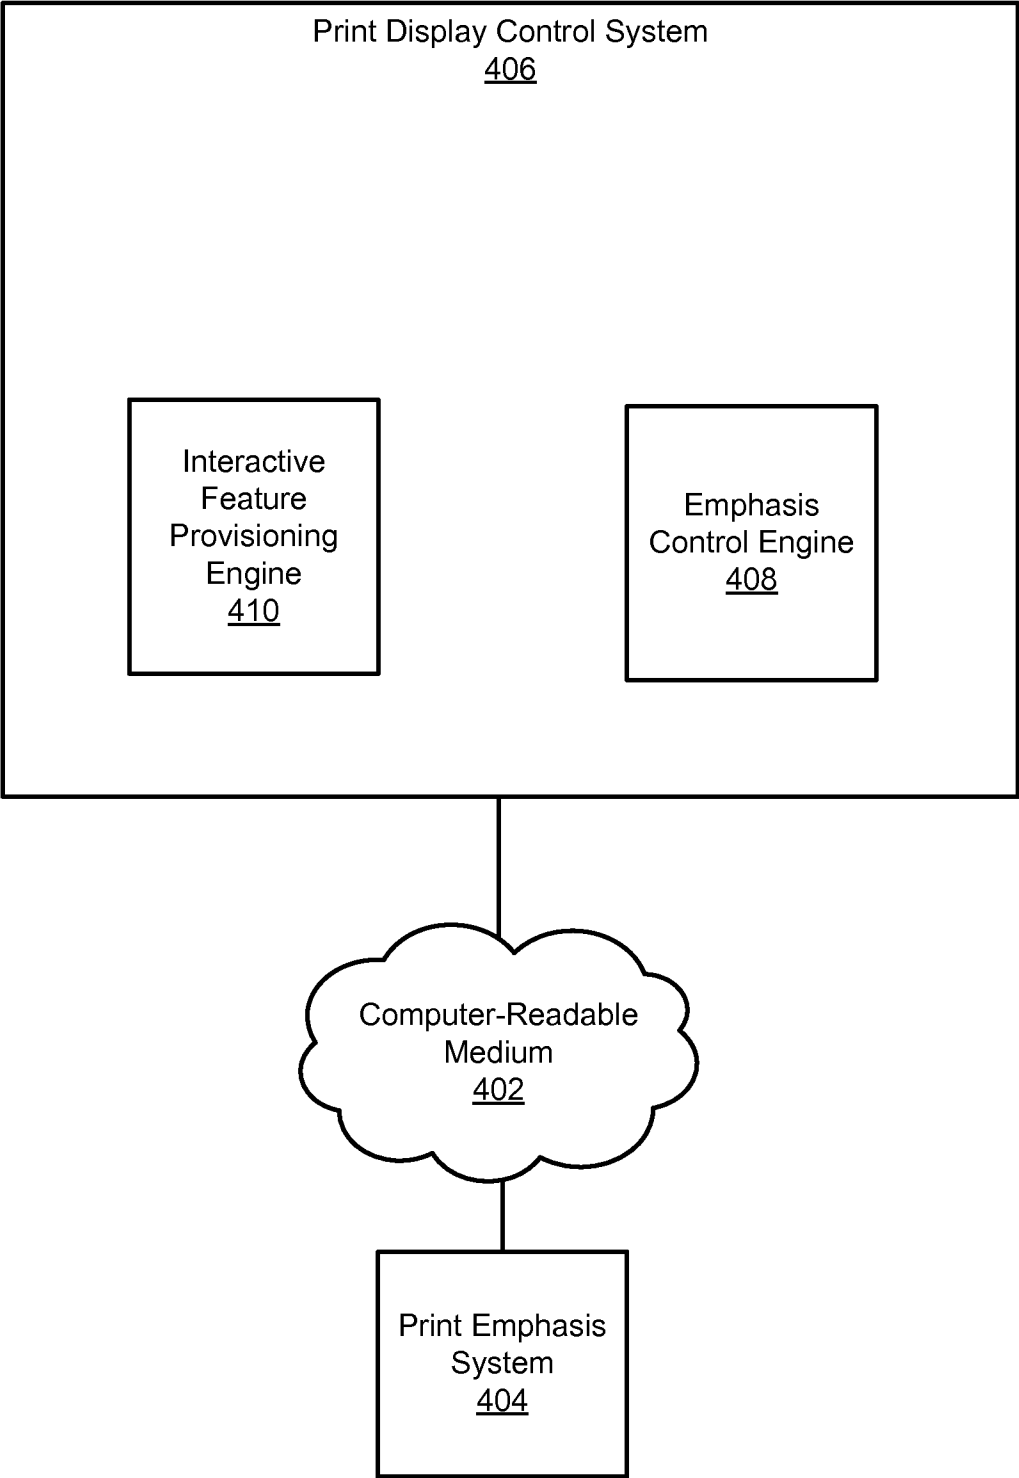 Print Display Control System
406
Interactive
Feature
Provisioning
Engine
410
Emphasis
Control Engine
408
Computer-Readable
Medium
402
Print Emphasis
System
404